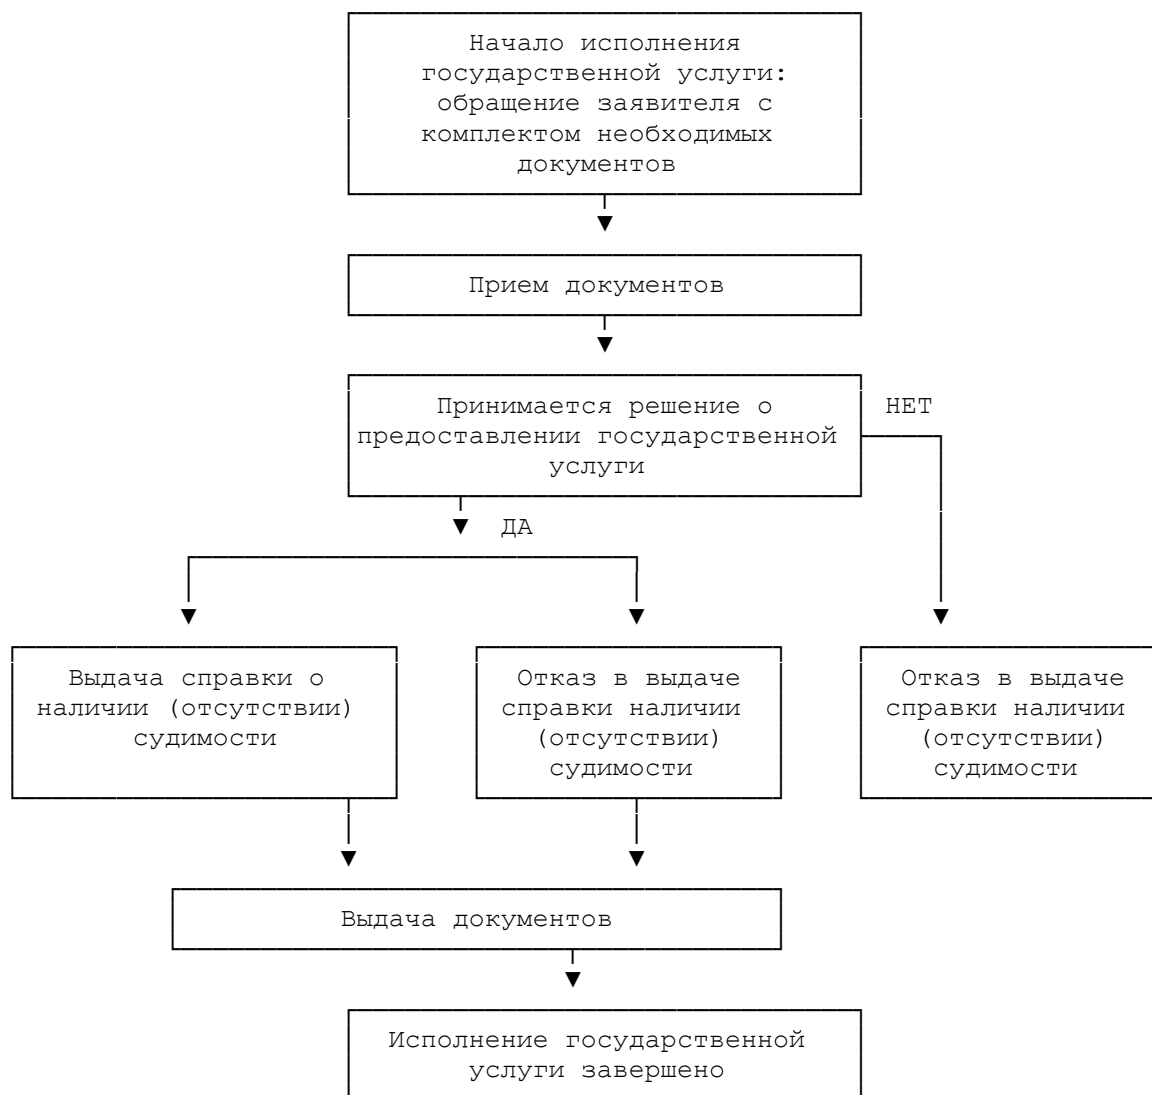 Начало исполнения
государственной услуги:
обращение заявителя с
комплектом необходимых
документов
Прием документов
Принимается решение о
предоставлении государственной
услуги
НЕТ
ДА
Выдача справки о
наличии (отсутствии)
судимости
Отказ в выдаче
справки наличии
(отсутствии)
судимости
Отказ в выдаче
справки наличии
(отсутствии)
судимости
Выдача документов
Исполнение государственной
услуги завершено